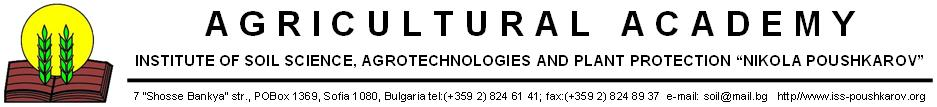 AGRICULTURAL ACADEMY
INSTITUTE OF SOIL SCIENCE, AGROTECHNOLOGIES AND PLANT PROTECTION “NIKOLA POUSHKAROV”
7 "Shosse Bankya" str., POBox 1369, Sofia 1080, Bulgaria tel:(+359 2) 824 61 41; fax:(+359 2) 824 89 37 e-mail: soil@mail.bg http//www.iss-poushkarov.org